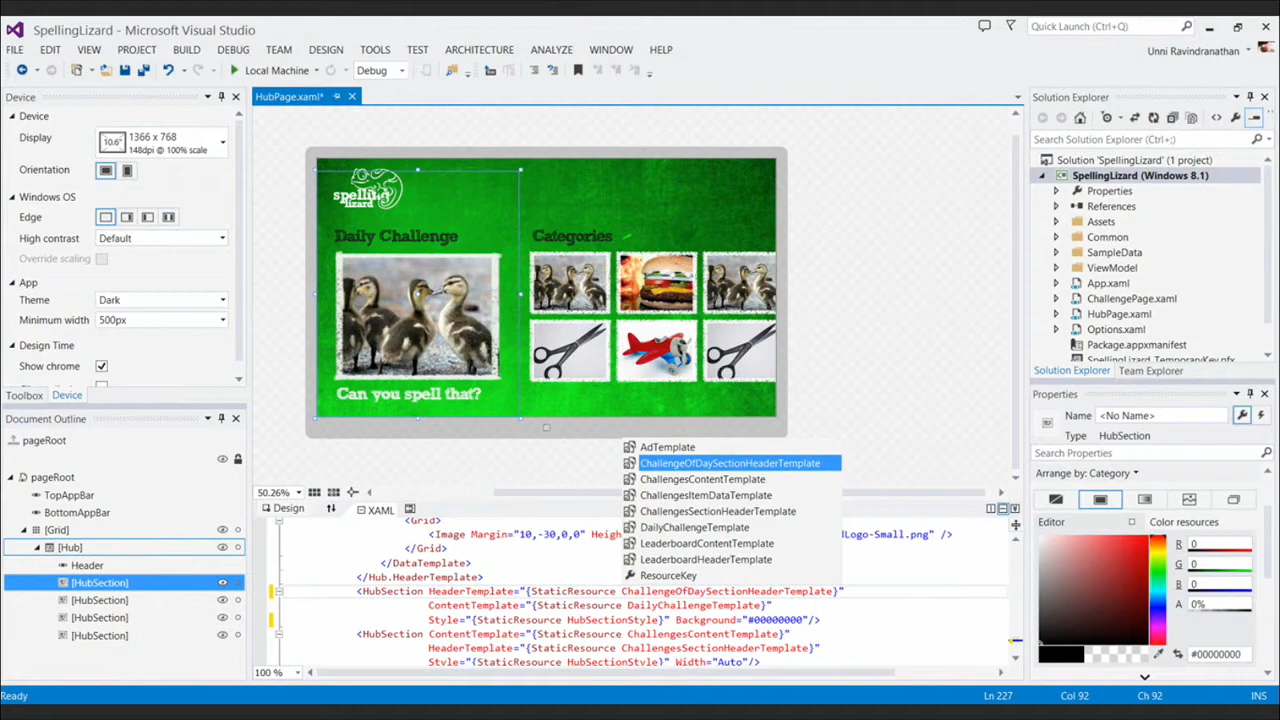 SpellingLizard - Microsoft Visual Studio
Quick Launch (Ctrl+Q)
FILE EDIT VIEW PROJECT BUILD DEBUG TEAM DESIGN TOOLS TEST ARCHITECTURE ANALYZE WINDOW HELP
Unni Ravindranathan
Local Machine Debug
Device
Device
Display
10.6"
1366 x 768
148dpi @ 100% scale
Orientation
Windows OS
Edge
High contrast Default
Override scaling
App
Theme Dark
Minimum width 500px
Design Time
Show chrome
Toolbox Device
Document Outline
pageRoot
pageRoot
TopAppBar
BottomAppBar
[Grid]
[Hub]
Header
[HubSection]
[HubSection]
[HubSection]
[HubSection]
HubPage.xaml*
spelling
lizard
Daily Challenge
Categories
Can you spell that?
AdTemplate
ChallengeOfDaySectionHeaderTemplate
ChallengesContentTemplate
ChallengesItemDataTemplate
ChallengesSectionHeaderTemplate
DailyChallengeTemplate
LeaderboardContentTemplate
LeaderboardHeaderTemplate
ResourceKey
50.26%
Design XAML
<Grid>
<Image Margin="10,-30,0,0" Heigh
dLogo-Small.png" />
</Grid>
</DataTemplate>
</Hub.HeaderTemplate>
<HubSection HeaderTemplate="{StaticResource ChallengeOfDaySectionHeaderTemplate}"
ContentTemplate="{StaticResource DailyChallengeTemplate}"
Style="{StaticResource HubSectionStyle}" Background="#00000000"/>
<HubSection ContentTemplate="{StaticResource ChallengesContentTemplate}"
HeaderTemplate="{StaticResource ChallengesSectionHeaderTemplate}"
Style="{StaticResource HubSectionStyle}" Width="Auto"/>
100 %
Solution Explorer
Search Solution Explorer (Ctrl+;)
Solution 'SpellingLizard' (1 project)
SpellingLizard (Windows 8.1)
Properties
References
Assets
Common
SampleData
ViewModel
App.xaml
ChallengePage.xaml
HubPage.xaml
Options.xaml
Package.appxmanifest
SpellingLizard_TemporaryKey.pfx
Solution Explorer Team Explorer
Properties
Name <No Name>
Type HubSection
Search Properties
Arrange by: Category
Editor Color resources
R 0
G 0
B 0
A 0%
#00000000
Ready
Ln 227
Col 92
Ch 92
INS